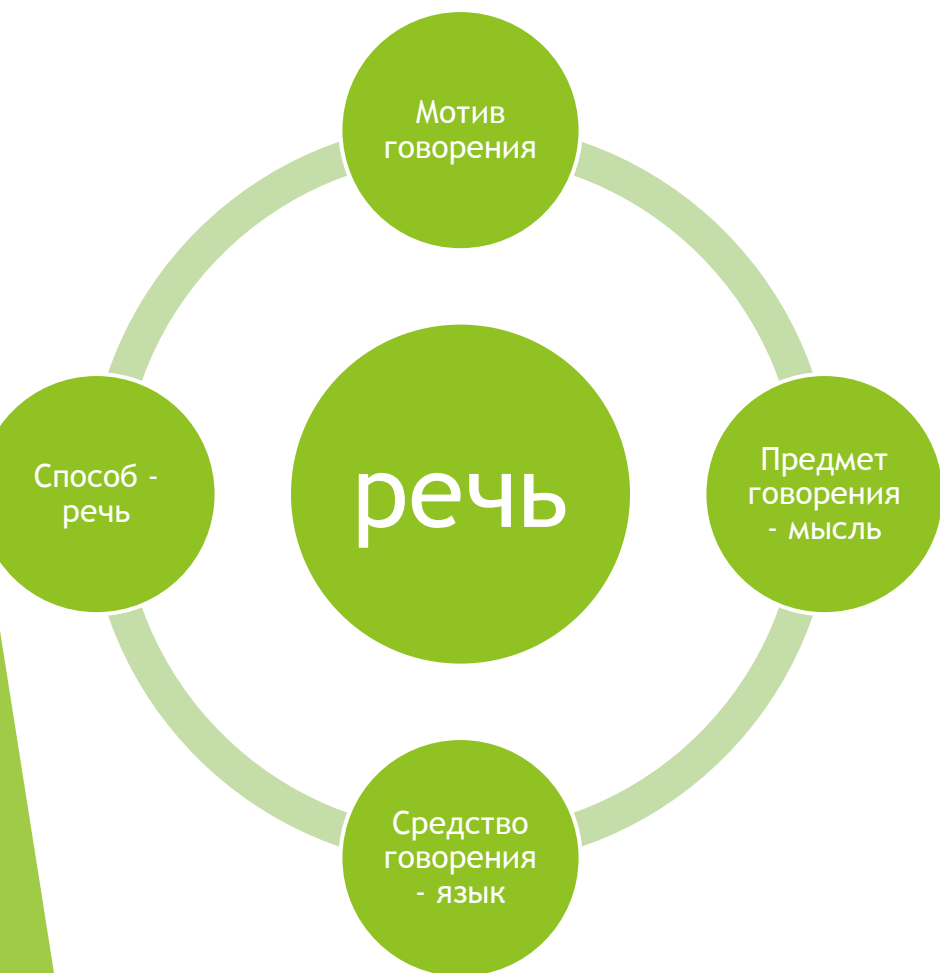 Мотив
говорения
Предмет
говорения
- мысль
Средство
говорения
- язык
Способ -
речь
речь